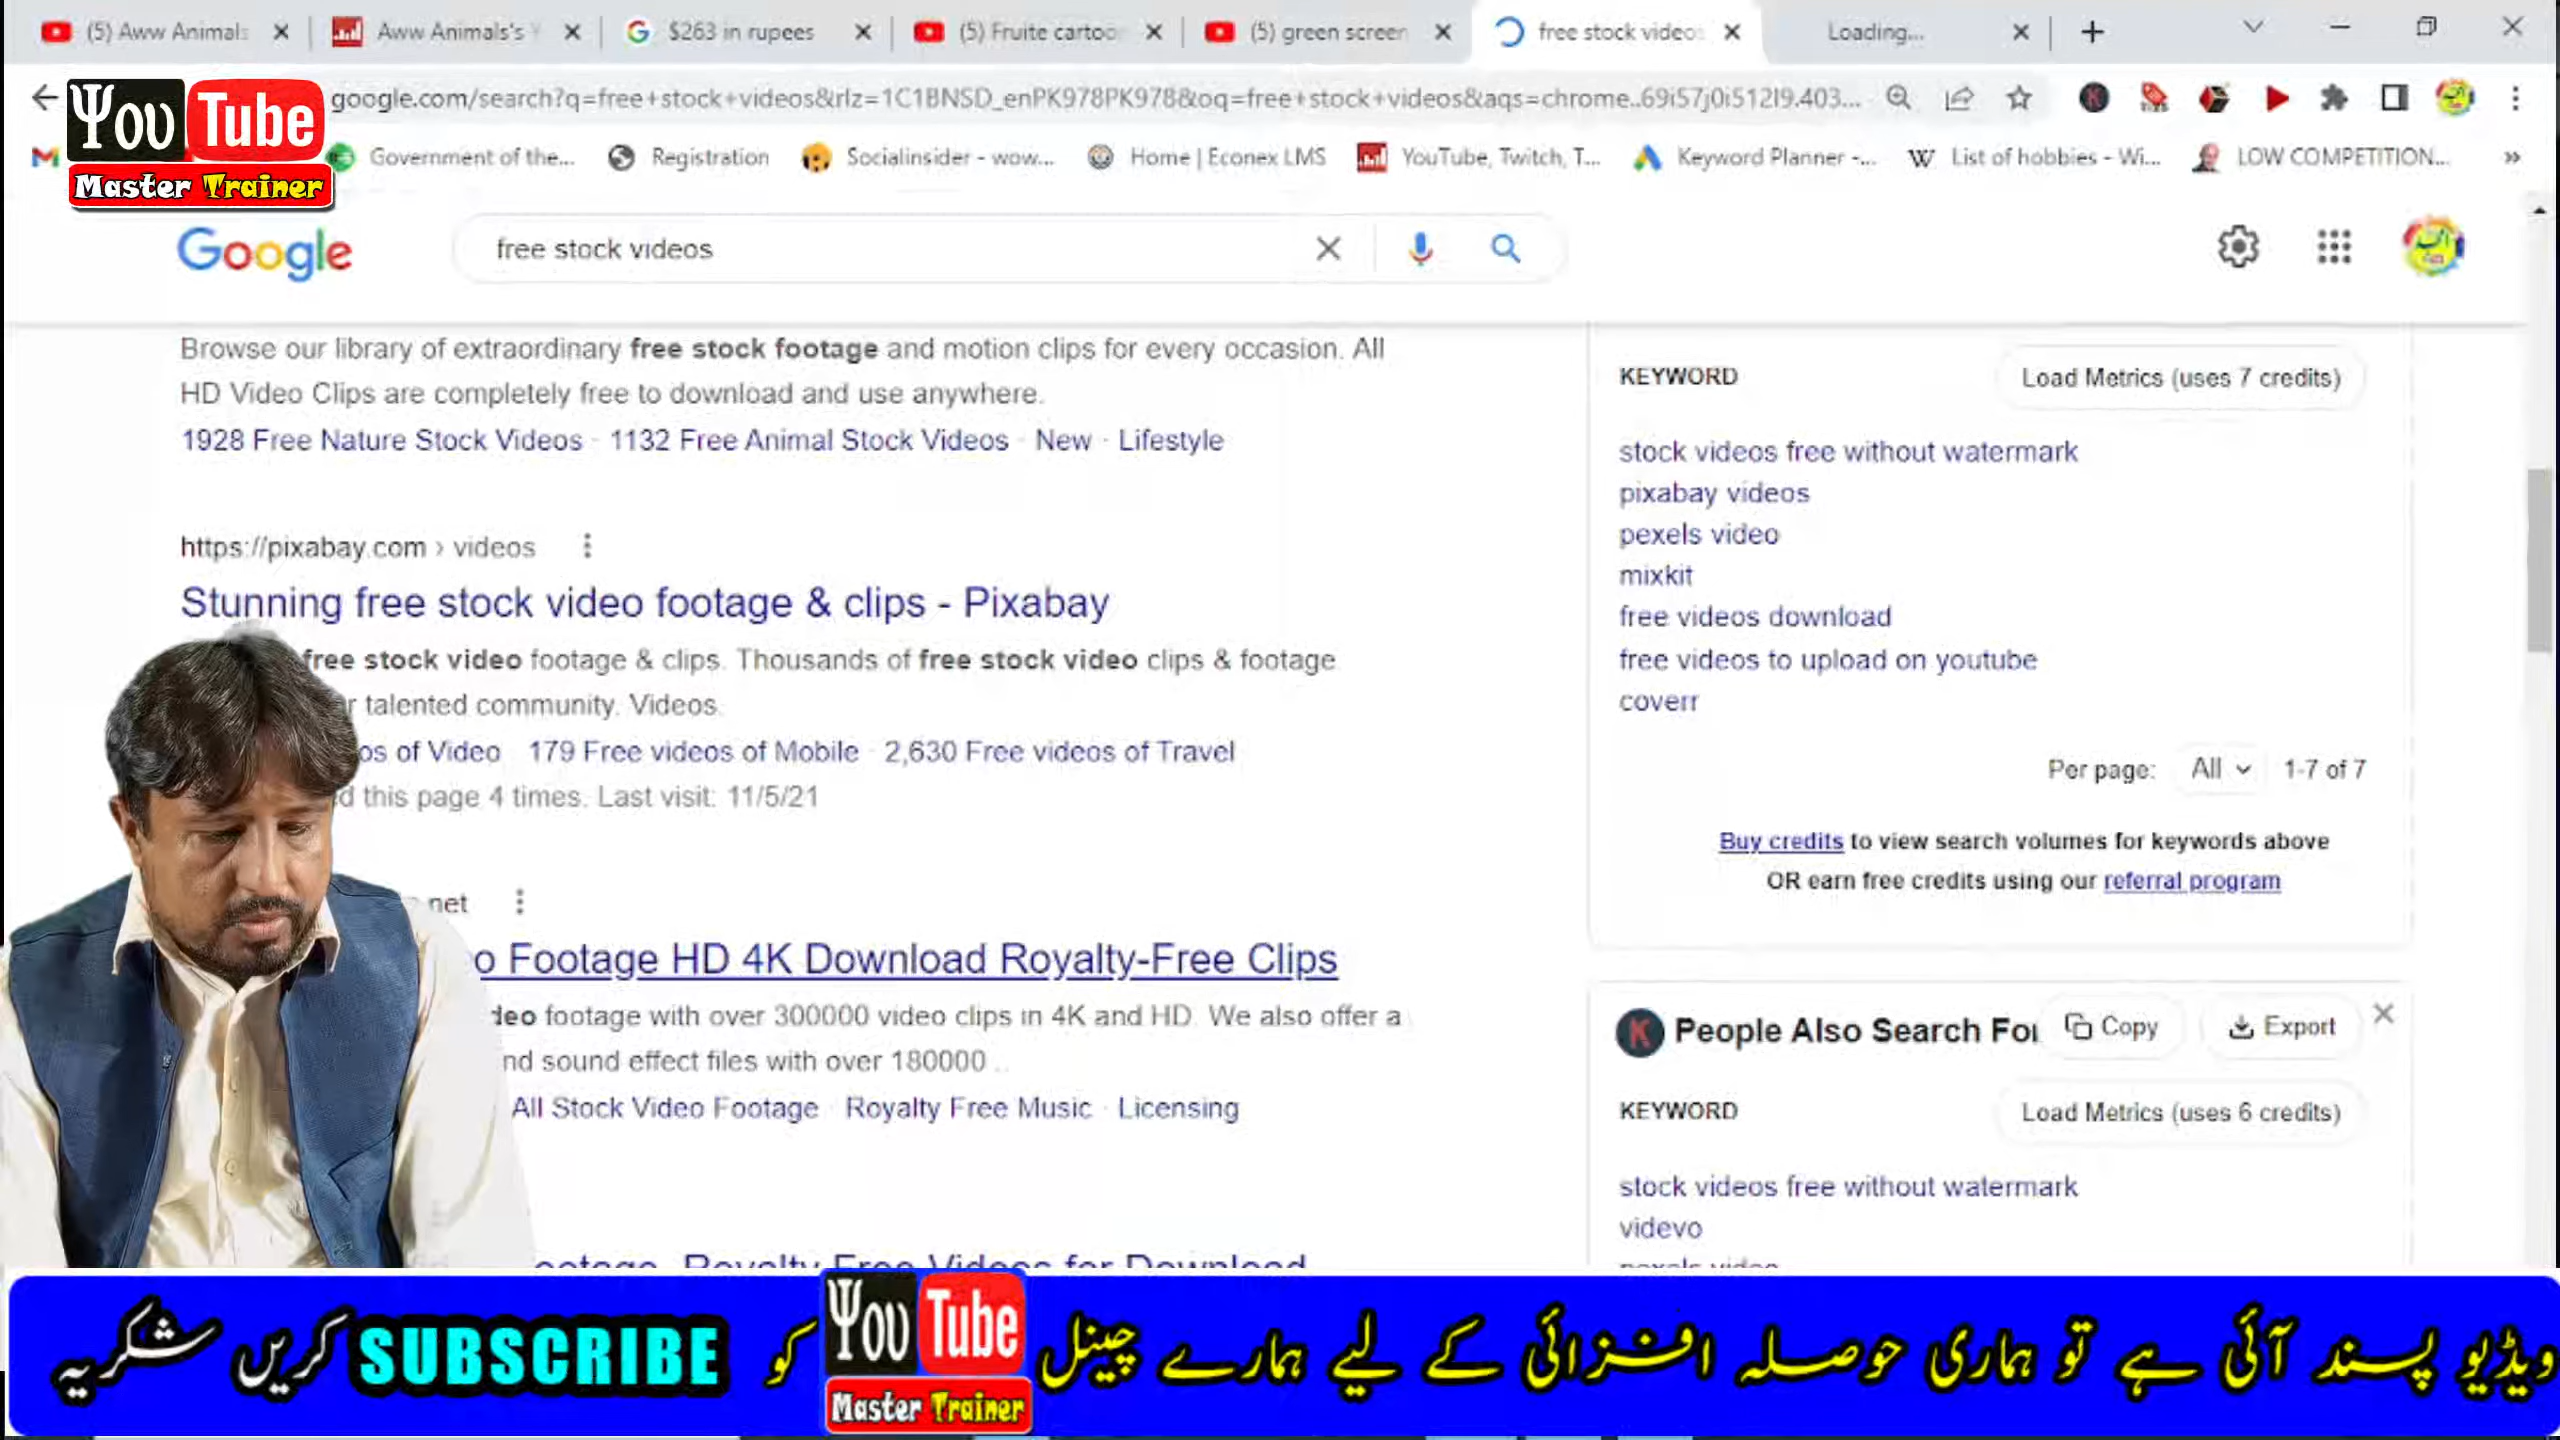 (5) Aww Animals
Aww Animals's Y
$263 in rupees
(5) Fruite cartoo
(5) green screen
free stock videos
Loading...
google.com/search?q=free+stock+videos&rlz=1C1BNSD_enPK978PK978&oq=free+stock+videos&aqs=chrome..69i57j0i512l9.403...
Government of the...
Registration
Socialinsider - wow...
Home | Econex LMS
YouTube, Twitch, T...
Keyword Planner -...
List of hobbies - Wi...
LOW COMPETITION...
You Tube
Master Trainer
Google
free stock videos
Browse our library of extraordinary free stock footage and motion clips for every occasion. All
HD Video Clips are completely free to download and use anywhere.
1928 Free Nature Stock Videos · 1132 Free Animal Stock Videos · New · Lifestyle
https://pixabay.com › videos
Stunning free stock video footage & clips - Pixabay
free stock video footage & clips. Thousands of free stock video clips & footage
r talented community. Videos.
os of Video · 179 Free videos of Mobile · 2,630 Free videos of Travel
d this page 4 times. Last visit: 11/5/21
net
o Footage HD 4K Download Royalty-Free Clips
deo footage with over 300000 video clips in 4K and HD. We also offer a
nd sound effect files with over 180000 ...
All Stock Video Footage · Royalty Free Music · Licensing
ootage, Royalty Free Videos for Download
KEYWORD
Load Metrics (uses 7 credits)
stock videos free without watermark
pixabay videos
pexels video
mixkit
free videos download
free videos to upload on youtube
coverr
Per page: All 1-7 of 7
Buy credits to view search volumes for keywords above
OR earn free credits using our referral program
People Also Search For
Copy
Export
KEYWORD
Load Metrics (uses 6 credits)
stock videos free without watermark
videvo
pexels video
ویڈیو پسند آئی ہے تو ہماری حوصلہ افزائی کے لیے ہمارے چینل You Tube Master Trainer کو SUBSCRIBE کریں شکریہ